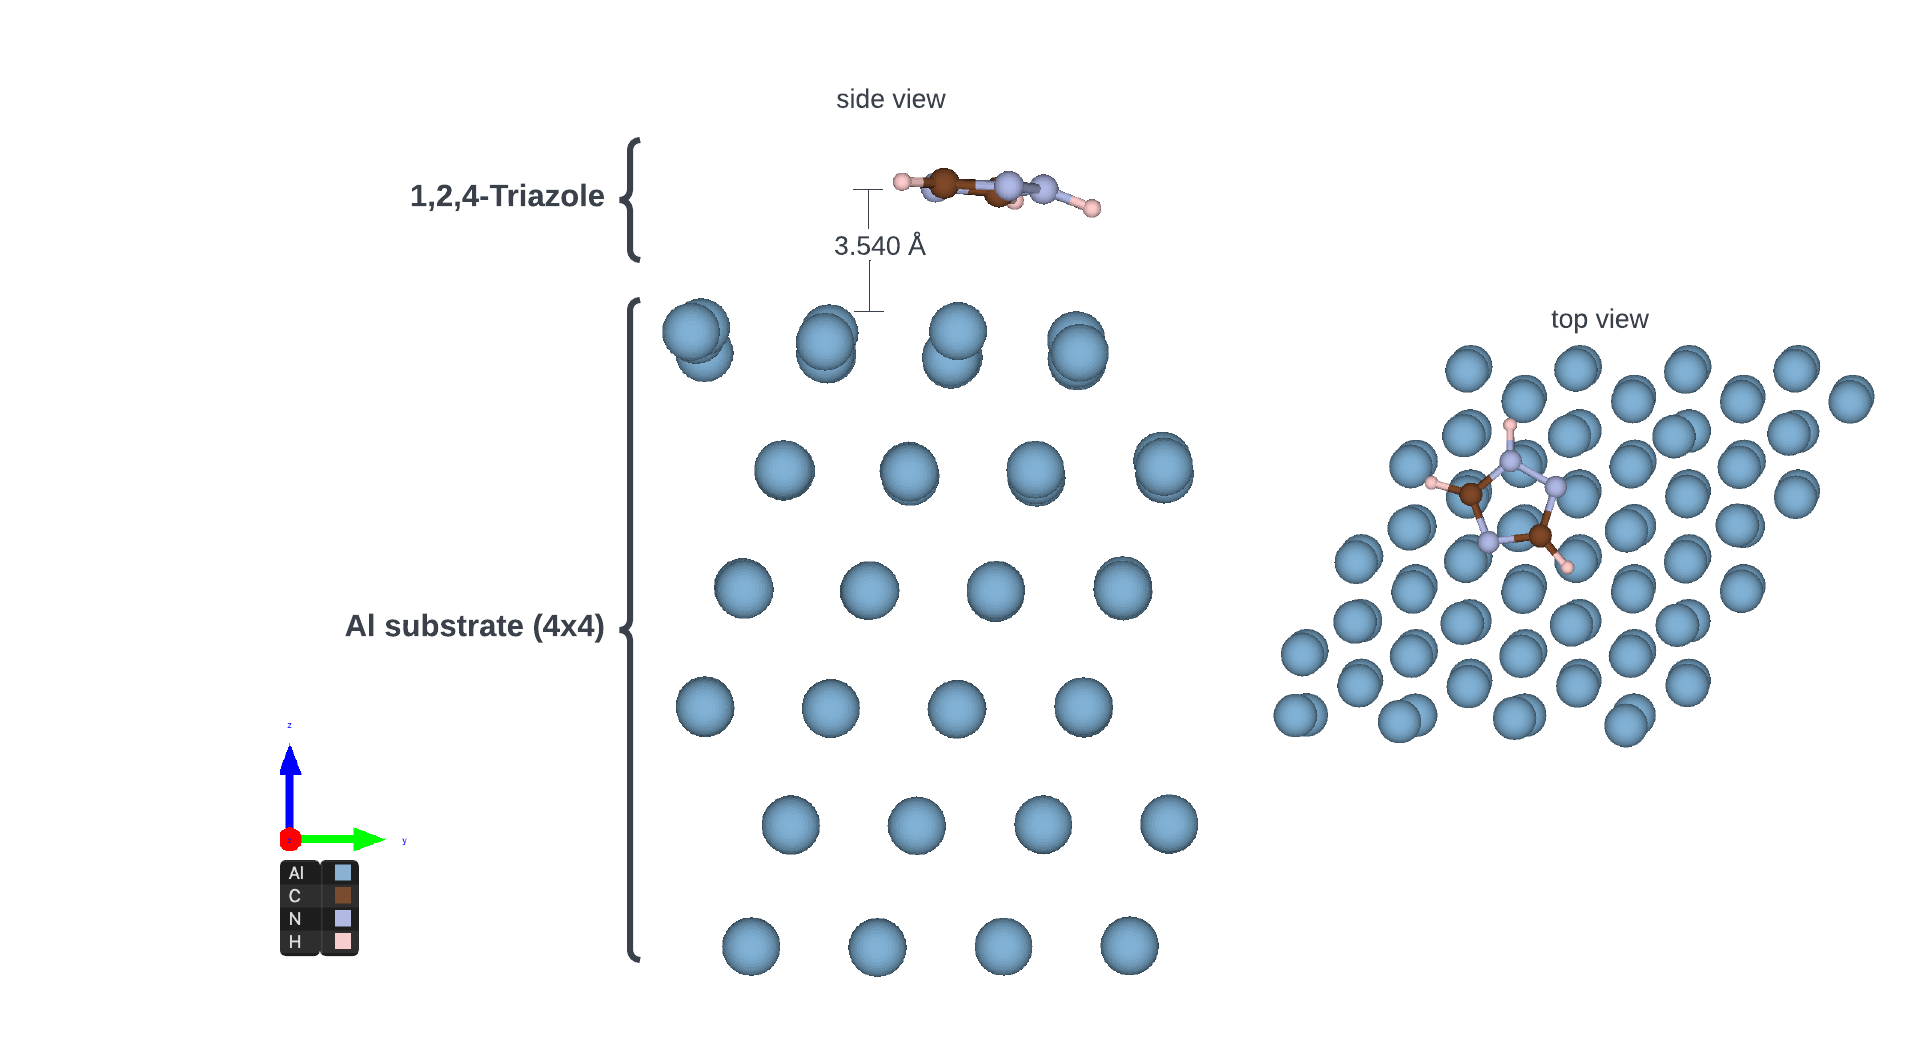 side view
1,2,4-Triazole
3.540 Å
top view
Al substrate (4x4)
z
y
Al
C
N
H